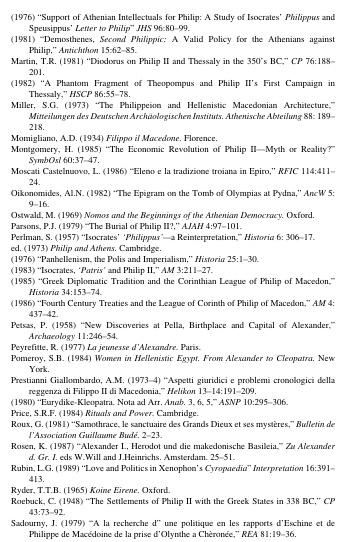 (1976) “Support of Athenian Intellectuals for Philip: A Study of Isocrates’ Philippus and
Speusippus’ Letter to Philip” JHS 96:80–99.
(1981) “Demosthenes, Second Philippic: A Valid Policy for the Athenians against
Philip,” Antichthon 15:62–85.
Martin, T.R. (1981) “Diodorus on Philip II and Thessaly in the 350’s BC,” CP 76:188–
201.
(1982) “A Phantom Fragment of Theopompus and Philip II’s First Campaign in
Thessaly,” HSCP 86:55–78.
Miller, S.G. (1973) “The Philippeion and Hellenistic Macedonian Architecture,”
Mitteilungen des Deutschen Archäologischen Instituts. Athenische Abteilung 88: 189–
218.
Momigliano, A.D. (1934) Filippo il Macedone. Florence.
Montgomery, H. (1985) “The Economic Revolution of Philip II—Myth or Reality?”
SymbOsl 60:37–47.
Moscati Castelnuovo, L. (1986) “Eleno e la tradizione troiana in Epiro,” RFIC 114:411–
24.
Oikonomides, Al.N. (1982) “The Epigram on the Tomb of Olympias at Pydna,” AncW 5:
9–16.
Ostwald, M. (1969) Nomos and the Beginnings of the Athenian Democracy. Oxford.
Parsons, P.J. (1979) “The Burial of Philip II?,” AJAH 4:97–101.
Perlman, S. (1957) “Isocrates’ ‘Philippus’—a Reinterpretation,” Historia 6: 306–17.
ed. (1973) Philip and Athens. Cambridge.
(1976) “Panhellenism, the Polis and Imperialism,” Historia 25:1–30.
(1983) “Isocrates, ‘Patris’ and Philip II,” AM 3:211–27.
(1985) “Greek Diplomatic Tradition and the Corinthian League of Philip of Macedon,”
Historia 34:153–74.
(1986) “Fourth Century Treaties and the League of Corinth of Philip of Macedon,” AM 4:
437–42.
Petsas, P. (1958) “New Discoveries at Pella, Birthplace and Capital of Alexander,”
Archaeology 11:246–54.
Peyrefitte, R. (1977) La jeunesse d’Alexandre. Paris.
Pomeroy, S.B. (1984) Women in Hellenistic Egypt. From Alexander to Cleopatra. New
York.
Prestianni Giallombardo, A.M. (1973–4) “Aspetti giuridici e problemi cronologici della
reggenza di Filippo II di Macedonia,” Helikon 13–14:191–209.
(1980) “Eurydike-Kleopatra. Nota ad Arr. Anab. 3, 6, 5,” ASNP 10:295–306.
Price, S.R.F. (1984) Rituals and Power. Cambridge.
Roux, G. (1981) “Samothrace, le sanctuaire des Grands Dieux et ses mystères,” Bulletin de
l’Association Guillaume Budé. 2–23.
Rosen, K. (1987) “Alexander I., Herodot und die makedonische Basileia,” Zu Alexander
d. Gr. I. eds W.Will and J.Heinrichs. Amsterdam. 25–51.
Rubin, L.G. (1989) “Love and Politics in Xenophon’s Cyropaedia” Interpretation 16:391–
413.
Ryder, T.T.B. (1965) Koine Eirene. Oxford.
Roebuck, C. (1948) “The Settlements of Philip II with the Greek States in 338 BC,” CP
43:73–92.
Sadourny, J. (1979) “A la recherche d” une politique en les rapports d’Eschine et de
Philippe de Macédoine de la prise d’Olynthe a Chèronée,” REA 81:19–36.